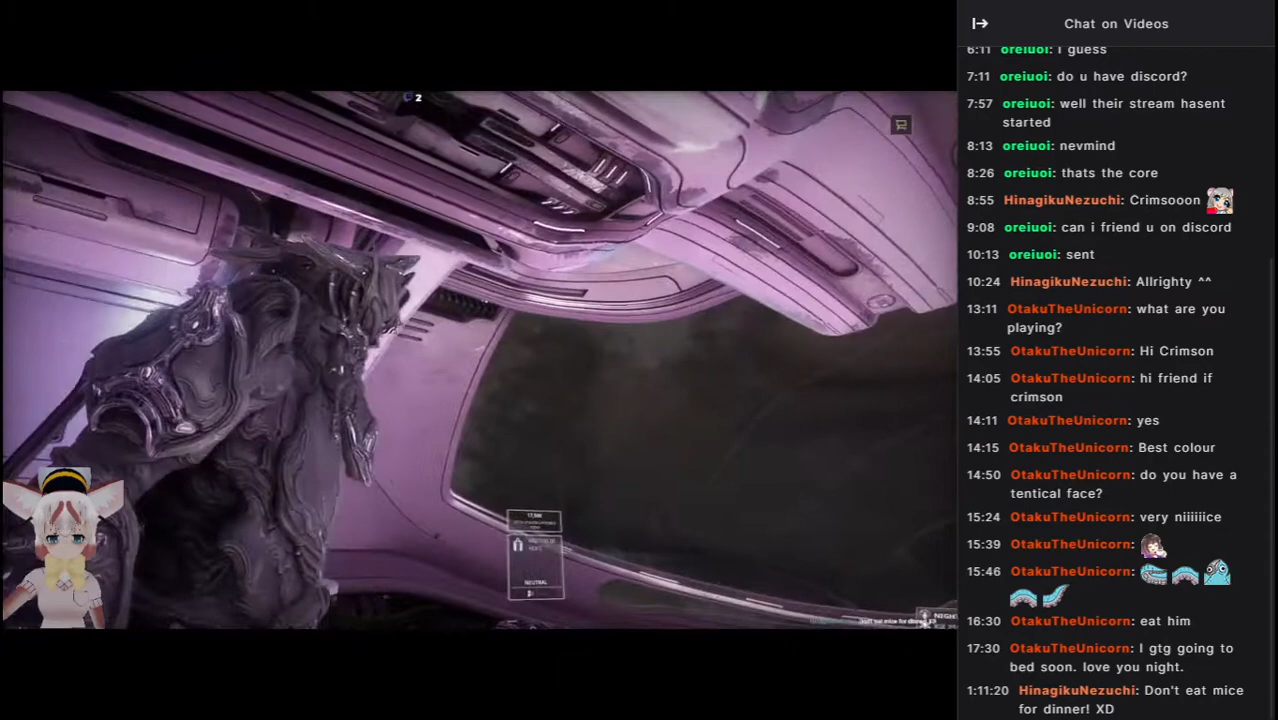 Chat on Videos
6:11 oreiuoi: I guess
7:11 oreiuoi: do u have discord?
7:57 oreiuoi: well their stream hasent
started
8:13 oreiuoi: nevmind
8:26 oreiuoi: thats the core
8:55 HinagikuNezuchi: Crimsooon
9:08 oreiuoi: can i friend u on discord
10:13 oreiuoi: sent
10:24 HinagikuNezuchi: Allrighty ^^
13:11 OtakuTheUnicorn: what are you
playing?
13:55 OtakuTheUnicorn: Hi Crimson
14:05 OtakuTheUnicorn: hi friend if
crimson
14:11 OtakuTheUnicorn: yes
14:15 OtakuTheUnicorn: Best colour
14:50 OtakuTheUnicorn: do you have a
tentical face?
15:24 OtakuTheUnicorn: very niiiiiice
15:39 OtakuTheUnicorn:
15:46 OtakuTheUnicorn:
16:30 OtakuTheUnicorn: eat him
17:30 OtakuTheUnicorn: I gtg going to
bed soon. love you night.
1:11:20 HinagikuNezuchi: Don't eat mice
for dinner! XD
2
NEUTRAL
NIGHT